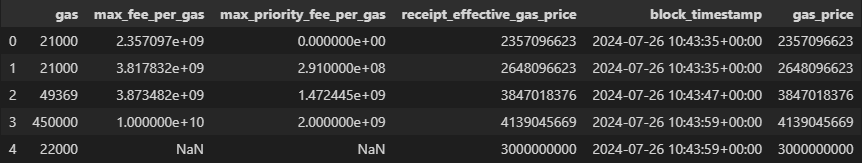 gas max_fee_per_gas max_priority_fee_per_gas receipt_effective_gas_price block_timestamp gas_price
0 21000 2.357097e+09 0.000000e+00 2357096623 2024-07-26 10:43:35+00:00 2357096623
1 21000 3.817832e+09 2.910000e+08 2648096623 2024-07-26 10:43:35+00:00 2648096623
2 49369 3.873482e+09 1.472445e+09 3847018376 2024-07-26 10:43:47+00:00 3847018376
3 450000 1.000000e+10 2.000000e+09 4139045669 2024-07-26 10:43:59+00:00 4139045669
4 22000 NaN NaN 3000000000 2024-07-26 10:43:59+00:00 3000000000